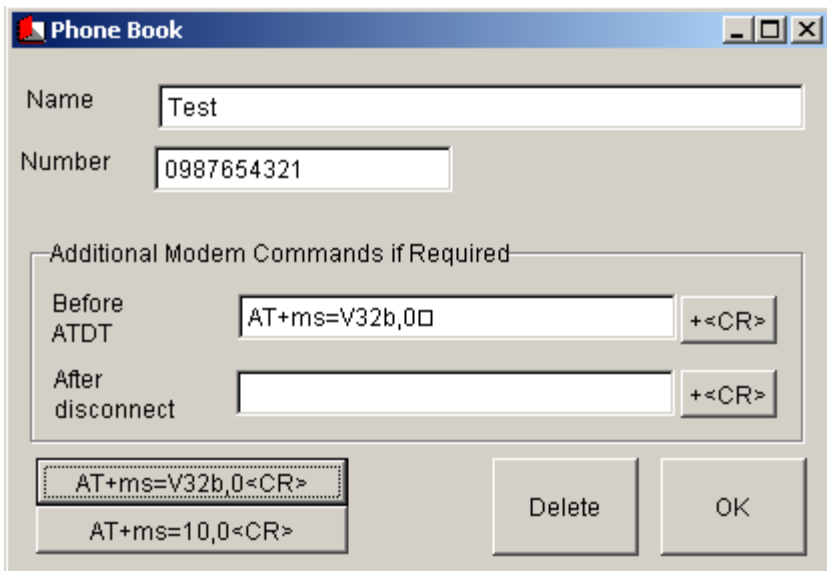 Phone Book
Name
Test
Number
0987654321
Additional Modem Commands if Required
Before
ATDT
AT+ms=V32b,0□
+<CR>
After
disconnect
+<CR>
AT+ms=V32b,0<CR>
AT+ms=10,0<CR>
Delete
OK